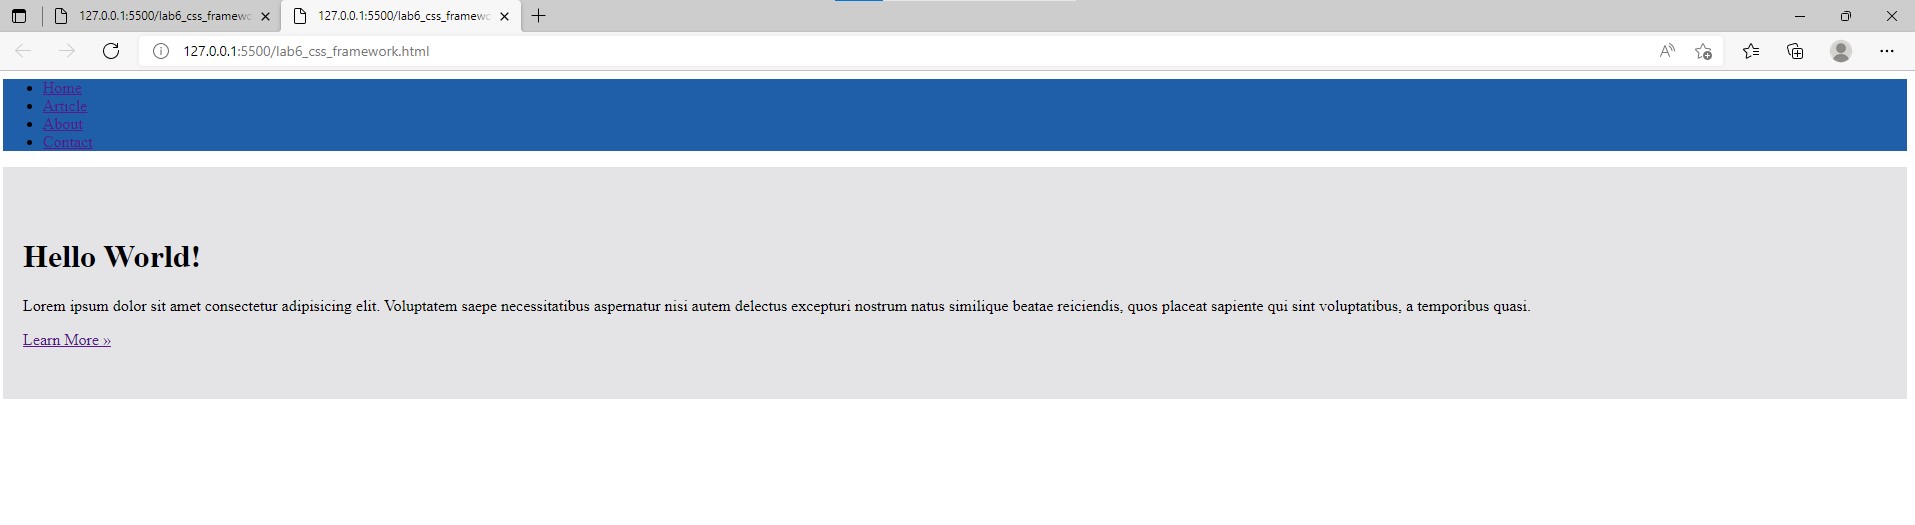 127.0.0.1:5500/lab6_css_framewo
127.0.0.1:5500/lab6_css_framewo
127.0.0.1:5500/lab6_css_framework.html
Home
Article
About
Contact
Hello World!
Lorem ipsum dolor sit amet consectetur adipisicing elit. Voluptatem saepe necessitatibus aspernatur nisi autem delectus excepturi nostrum natus similique beatae reiciendis, quos placeat sapiente qui sint voluptatibus, a temporibus quasi.
Learn More »